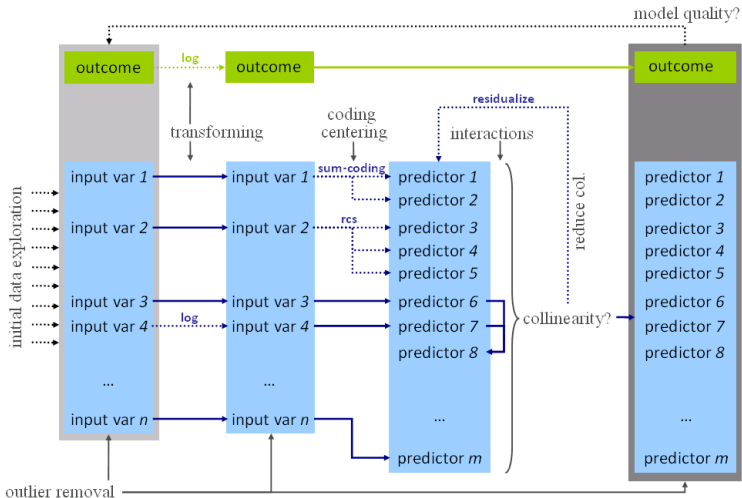 model quality?
outcome
log
outcome
outcome
transforming
coding
centering
residualize
interactions
initial data exploration
input var 1
input var 2
input var 3
input var 4
...
input var n
log
input var 1
input var 2
input var 3
input var 4
...
input var n
sum-coding
rcs
predictor 1
predictor 2
predictor 3
predictor 4
predictor 5
predictor 6
predictor 7
predictor 8
...
predictor m
reduce col.
collinearity?
predictor 1
predictor 2
predictor 3
predictor 4
predictor 5
predictor 6
predictor 7
predictor 8
...
predictor m
outlier removal